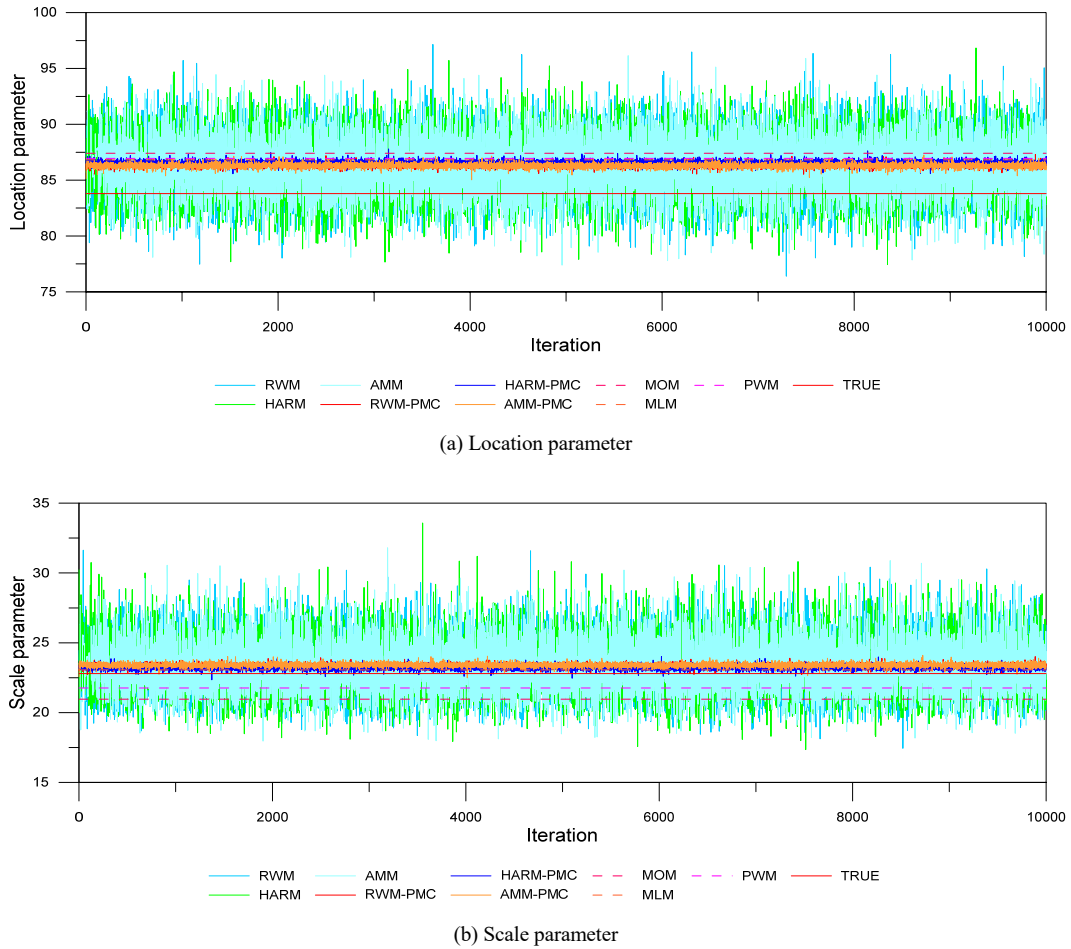 100
95
90
85
80
75
Location parameter
0 2000 4000 6000 8000 10000
Iteration
RWM AMM HARM-PMC MOM PWM TRUE
HARM RWM-PMC AMM-PMC MLM
(a) Location parameter
35
30
25
20
15
Scale parameter
0 2000 4000 6000 8000 10000
Iteration
RWM AMM HARM-PMC MOM PWM TRUE
HARM RWM-PMC AMM-PMC MLM
(b) Scale parameter